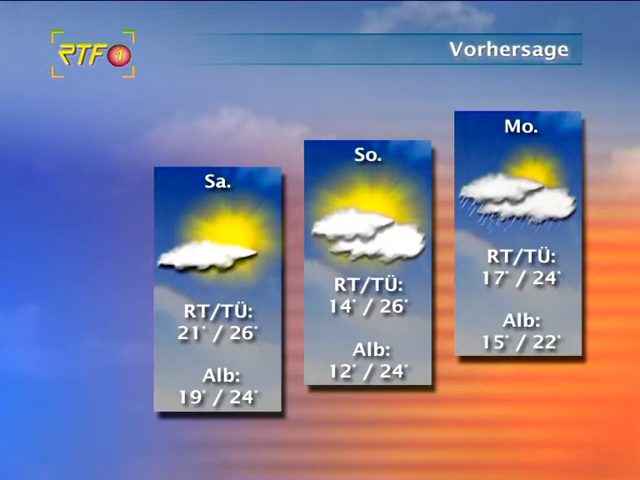 RTF 1
Vorhersage
Sa.
RT/TÜ:
21° / 26°
Alb:
19° / 24°
So.
RT/TÜ:
14° / 26°
Alb:
12° / 24°
Mo.
RT/TÜ:
17° / 24°
Alb:
15° / 22°